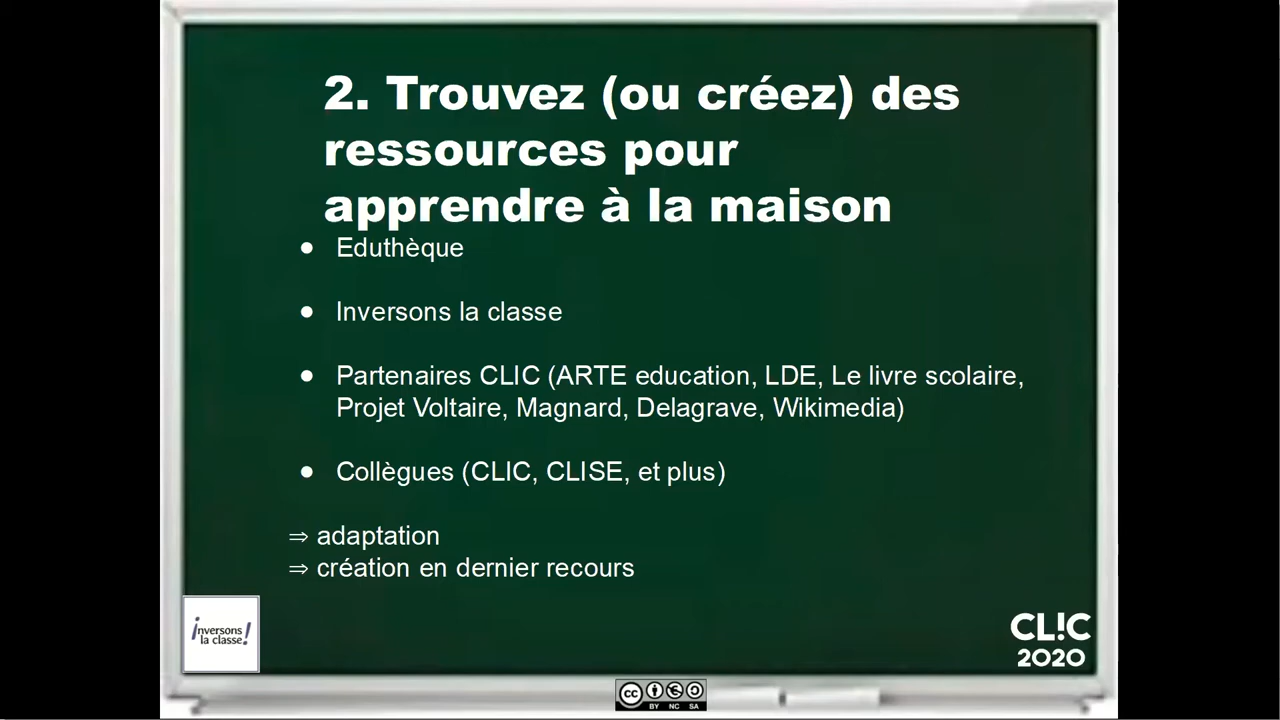 2. Trouvez (ou créez) des
ressources pour
apprendre à la maison
● Eduthèque
● Inversons la classe
● Partenaires CLIC (ARTE education, LDE, Le livre scolaire,
Projet Voltaire, Magnard, Delagrave, Wikimedia)
● Collègues (CLIC, CLISE, et plus)
⇒ adaptation
⇒ création en dernier recours
¡nversons
la classe!
CL!C
2020
cc
BY NC SA